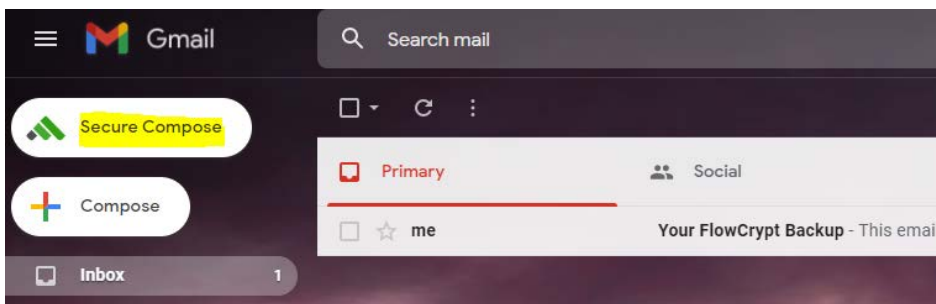 Gmail
Search mail
Secure Compose
Compose
Primary
Social
me
Your FlowCrypt Backup - This emai
Inbox
1